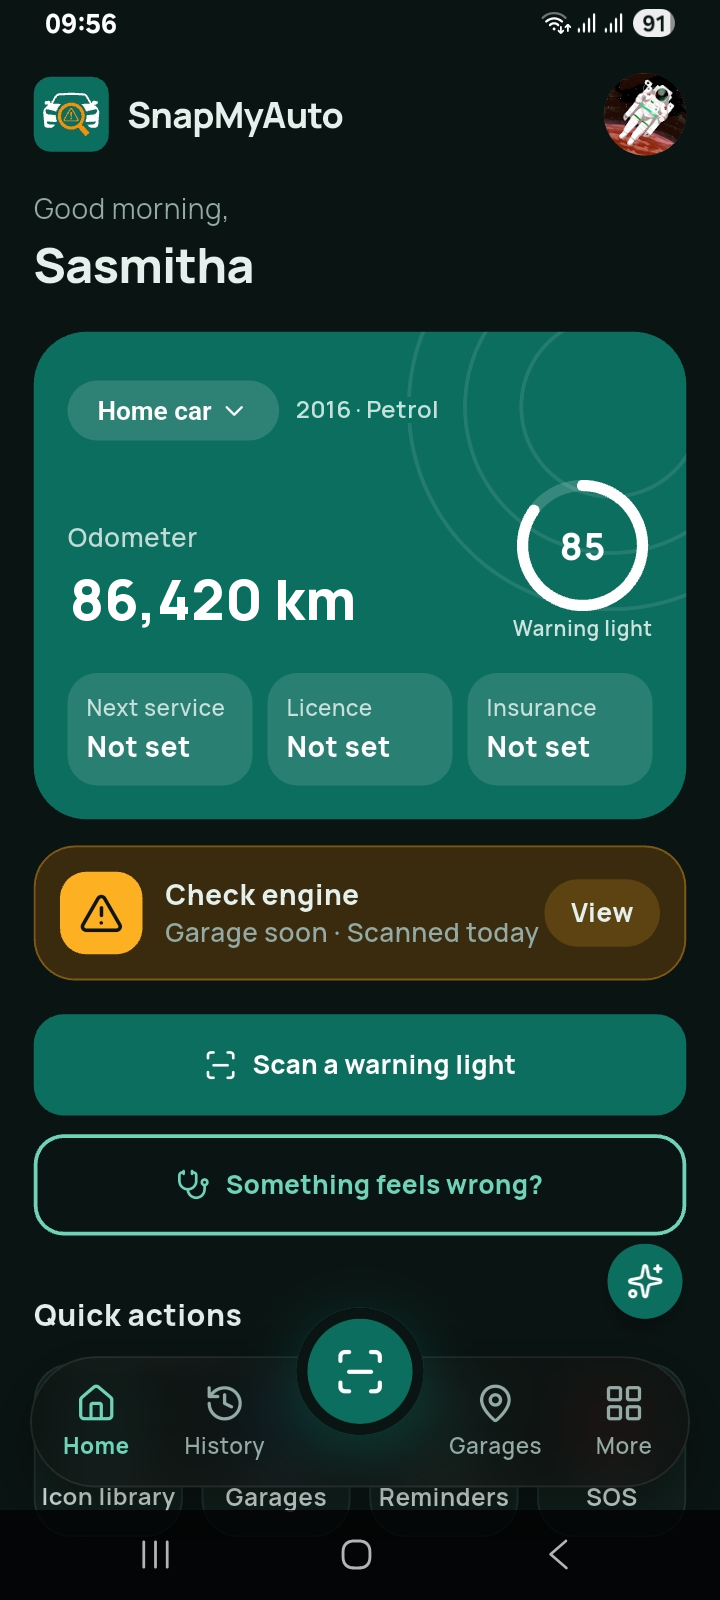 09:56
91
SnapMyAuto
Good morning,
Sasmitha
Home car
2016 · Petrol
Odometer
86,420 km
85
Warning light
Next service
Not set
Licence
Not set
Insurance
Not set
Check engine
Garage soon · Scanned today
View
Scan a warning light
Something feels wrong?
Quick actions
Home
History
Garages
More
Icon library
Garages
Reminders
SOS